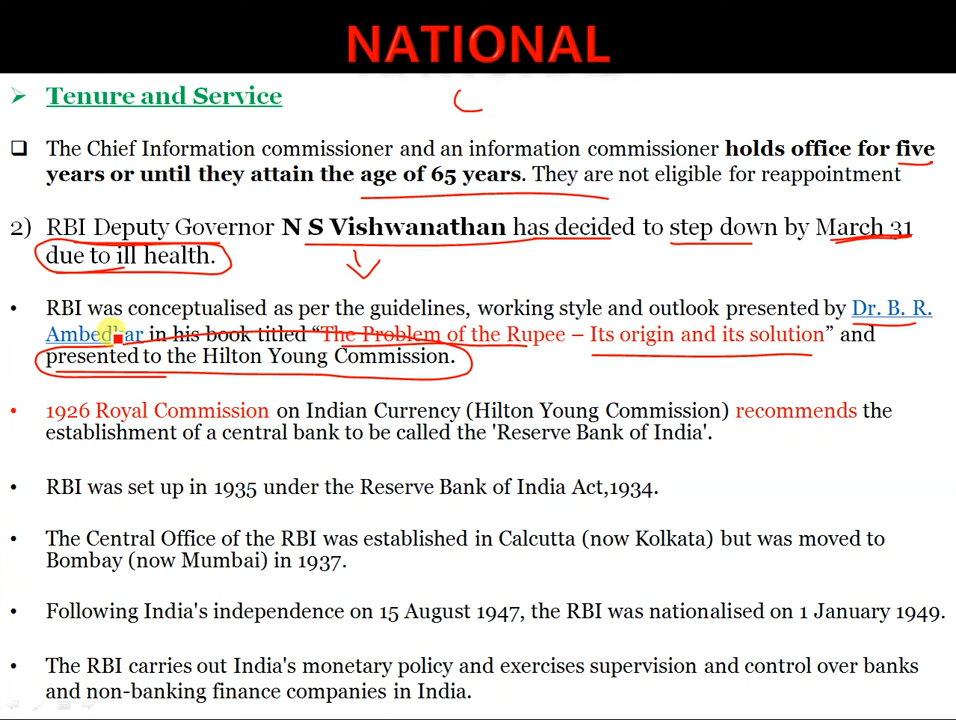 NATIONAL
Tenure and Service
The Chief Information commissioner and an information commissioner holds office for five
years or until they attain the age of 65 years. They are not eligible for reappointment
2) RBI Deputy Governor N S Vishwanathan has decided to step down by March 31
due to ill health.
• RBI was conceptualised as per the guidelines, working style and outlook presented by Dr. B. R.
Ambedkar in his book titled “The Problem of the Rupee – Its origin and its solution” and
presented to the Hilton Young Commission.
• 1926 Royal Commission on Indian Currency (Hilton Young Commission) recommends the
establishment of a central bank to be called the 'Reserve Bank of India'.
• RBI was set up in 1935 under the Reserve Bank of India Act,1934.
• The Central Office of the RBI was established in Calcutta (now Kolkata) but was moved to
Bombay (now Mumbai) in 1937.
• Following India's independence on 15 August 1947, the RBI was nationalised on 1 January 1949.
• The RBI carries out India's monetary policy and exercises supervision and control over banks
and non-banking finance companies in India.